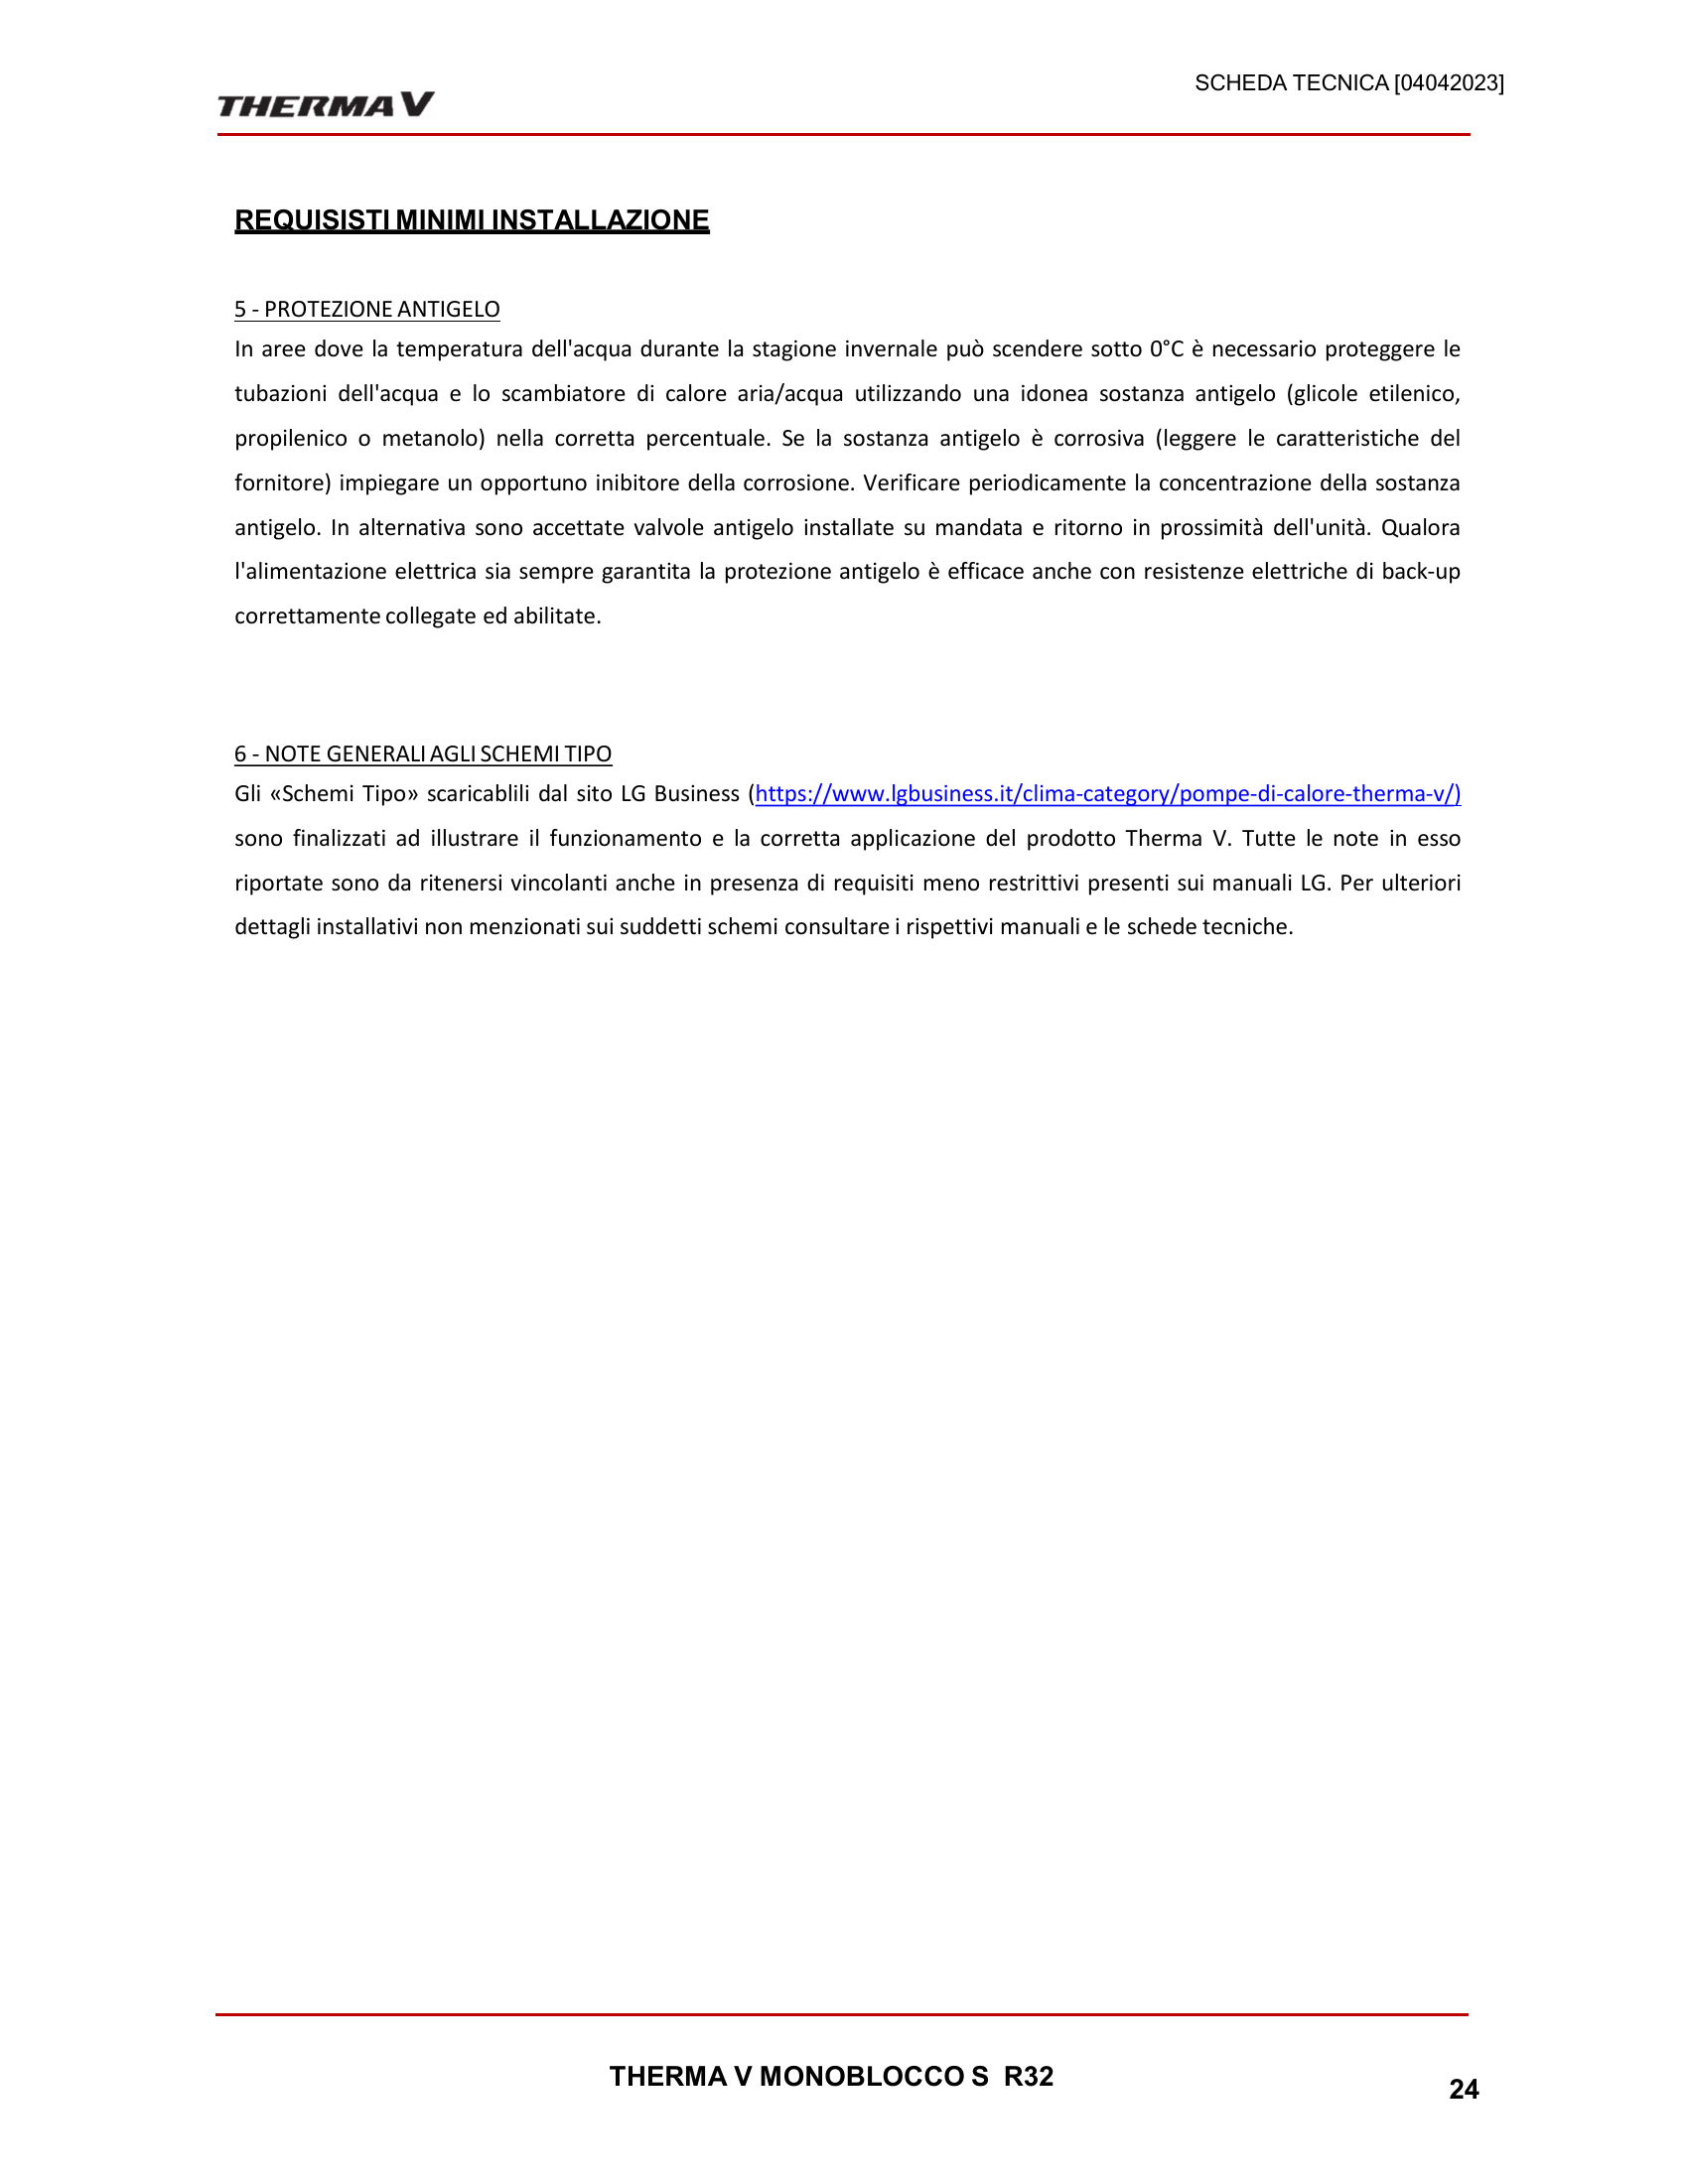 SCHEDA TECNICA [04042023]
THERMA V
REQUISISTI MINIMI INSTALLAZIONE
5 - PROTEZIONE ANTIGELO
In aree dove la temperatura dell'acqua durante la stagione invernale può scendere sotto 0°C è necessario proteggere le
tubazioni dell'acqua e lo scambiatore di calore aria/acqua utilizzando una idonea sostanza antigelo (glicole etilenico,
propilenico o metanolo) nella corretta percentuale. Se la sostanza antigelo è corrosiva (leggere le caratteristiche del
fornitore) impiegare un opportuno inibitore della corrosione. Verificare periodicamente la concentrazione della sostanza
antigelo. In alternativa sono accettate valvole antigelo installate su mandata e ritorno in prossimità dell'unità. Qualora
l'alimentazione elettrica sia sempre garantita la protezione antigelo è efficace anche con resistenze elettriche di back-up
correttamente collegate ed abilitate.
6 - NOTE GENERALI AGLI SCHEMI TIPO
Gli «Schemi Tipo» scaricablili dal sito LG Business (https://www.lgbusiness.it/clima-category/pompe-di-calore-therma-v/)
sono finalizzati ad illustrare il funzionamento e la corretta applicazione del prodotto Therma V. Tutte le note in esso
riportate sono da ritenersi vincolanti anche in presenza di requisiti meno restrittivi presenti sui manuali LG. Per ulteriori
dettagli installativi non menzionati sui suddetti schemi consultare i rispettivi manuali e le schede tecniche.
THERMA V MONOBLOCCO S R32
24